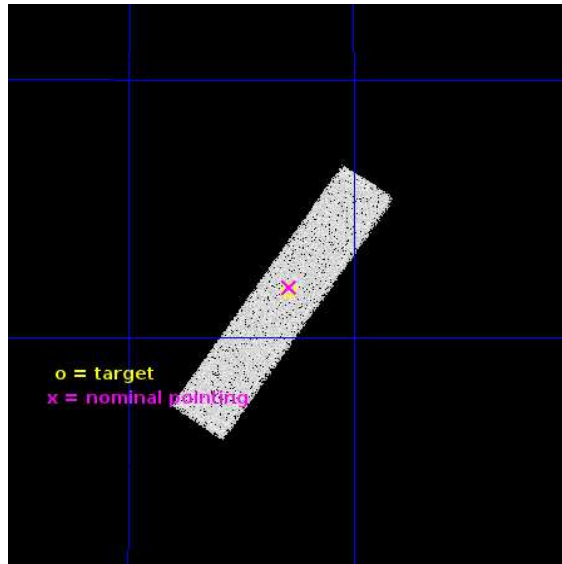 o = target
x = nominal pointing